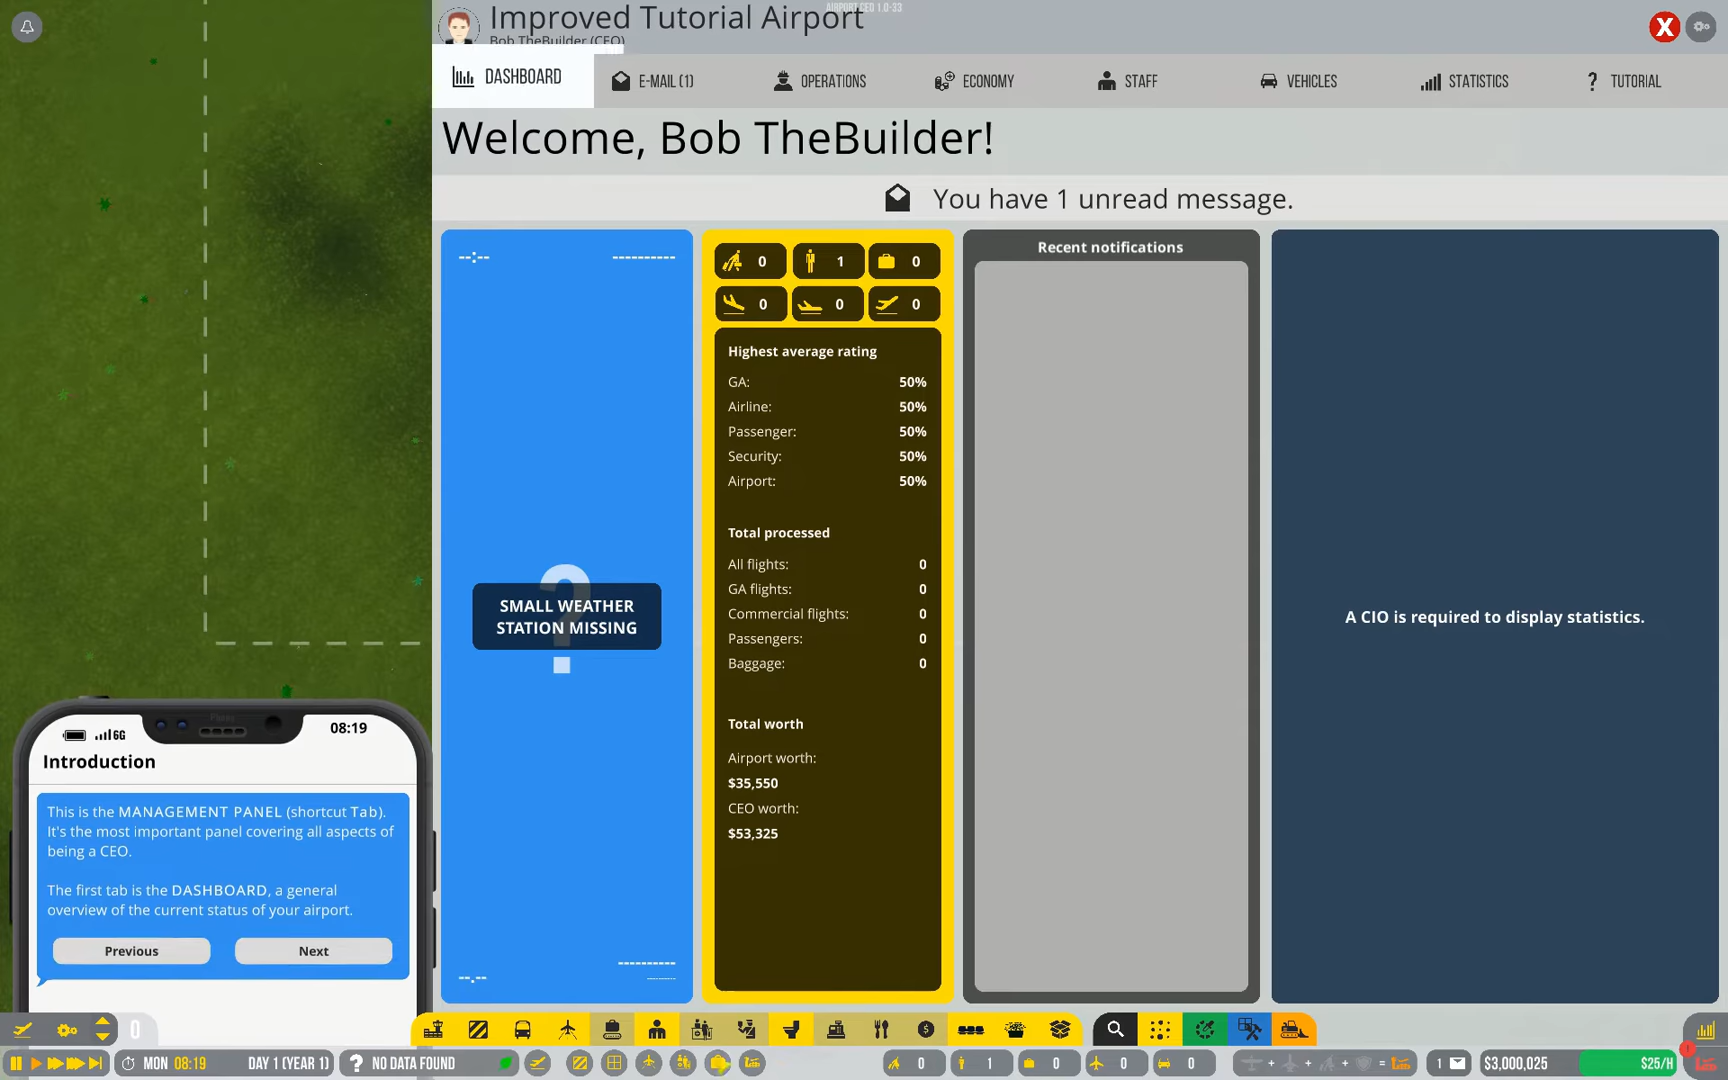 AIRPORT CEO 1.0-33
Improved Tutorial Airport
Bob TheBuilder (CEO)
X
DASHBOARD
E-MAIL (1)
OPERATIONS
ECONOMY
STAFF
VEHICLES
STATISTICS
? TUTORIAL
Welcome, Bob TheBuilder!
You have 1 unread message.
--:-- ----------
?
SMALL WEATHER
STATION MISSING
----------
--.-- ----------
0 1 0
0 0 0
Highest average rating
GA: 50%
Airline: 50%
Passenger: 50%
Security: 50%
Airport: 50%
Total processed
All flights: 0
GA flights: 0
Commercial flights: 0
Passengers: 0
Baggage: 0
Total worth
Airport worth:
$35,550
CEO worth:
$53,325
Recent notifications
A CIO is required to display statistics.
6G 08:19
Introduction
This is the MANAGEMENT PANEL (shortcut Tab).
It's the most important panel covering all aspects of
being a CEO.
The first tab is the DASHBOARD, a general
overview of the current status of your airport.
Previous Next
0
MON 08:19 DAY 1 (YEAR 1) ? NO DATA FOUND
0 1 0 0 0
+ + + = 1 $3,000,025 $25/H !